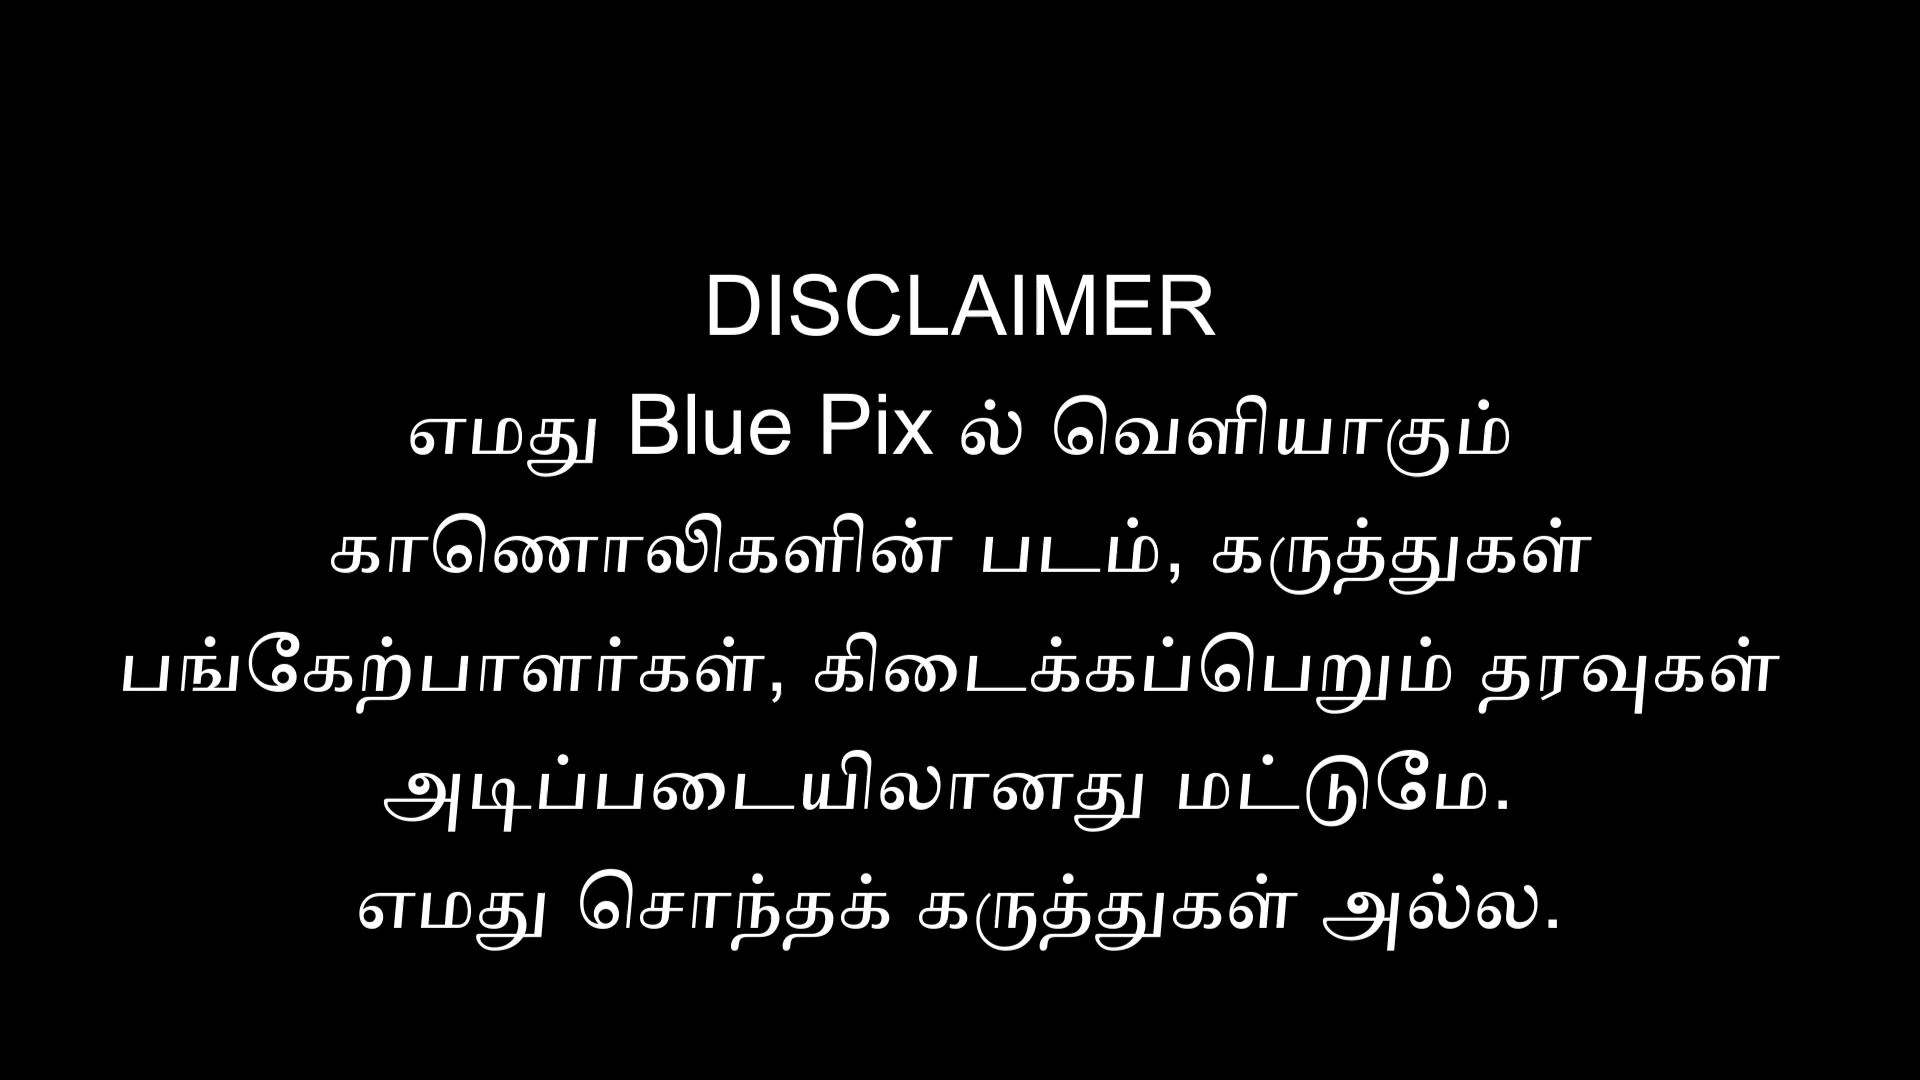 DISCLAIMER
எமது Blue Pix ல் வெளியாகும்
காணொலிகளின் படம், கருத்துகள்
பங்கேற்பாளர்கள், கிடைக்கப்பெறும் தரவுகள்
அடிப்படையிலானது மட்டுமே.
எமது சொந்தக் கருத்துகள் அல்ல.